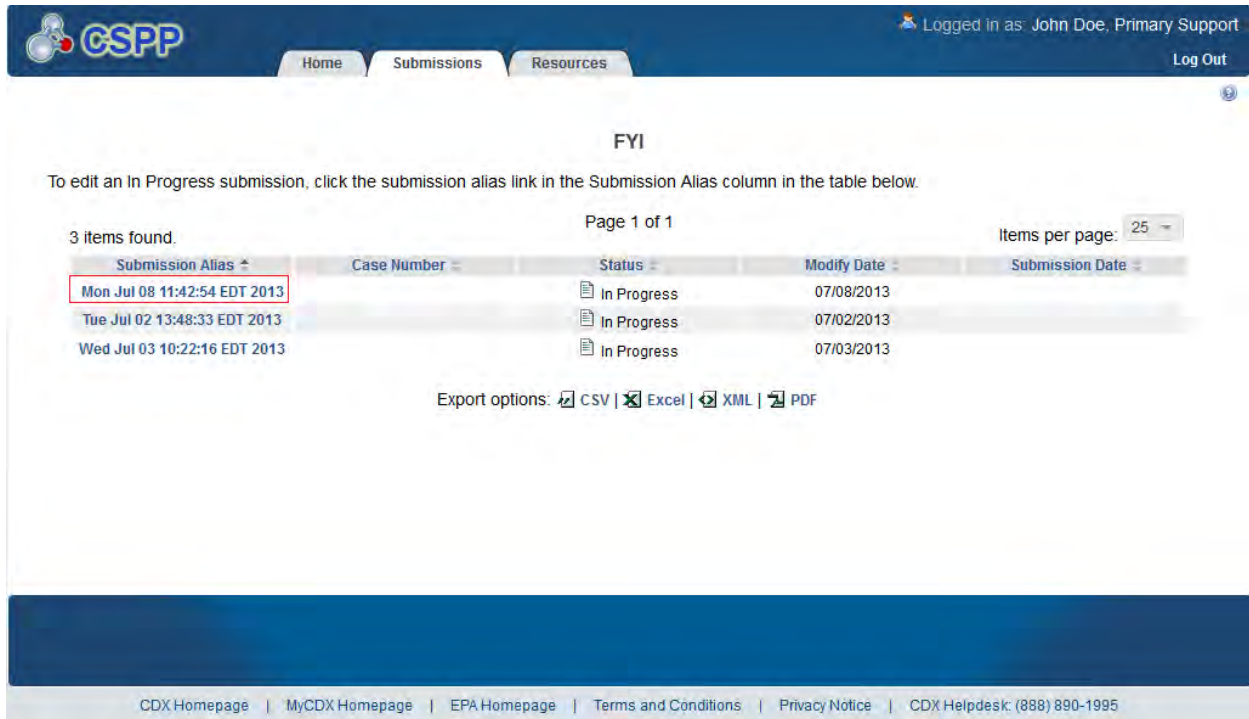 CSPP
Logged in as: John Doe, Primary Support
Home Submissions Resources Log Out
FYI
To edit an In Progress submission, click the submission alias link in the Submission Alias column in the table below.
3 items found. Page 1 of 1 Items per page: 25
Submission Alias Case Number Status Modify Date Submission Date
Mon Jul 08 11:42:54 EDT 2013 In Progress 07/08/2013
Tue Jul 02 13:48:33 EDT 2013 In Progress 07/02/2013
Wed Jul 03 10:22:16 EDT 2013 In Progress 07/03/2013
Export options: CSV | Excel | XML | PDF
CDX Homepage | MyCDX Homepage | EPA Homepage | Terms and Conditions | Privacy Notice | CDX Helpdesk: (888) 890-1995